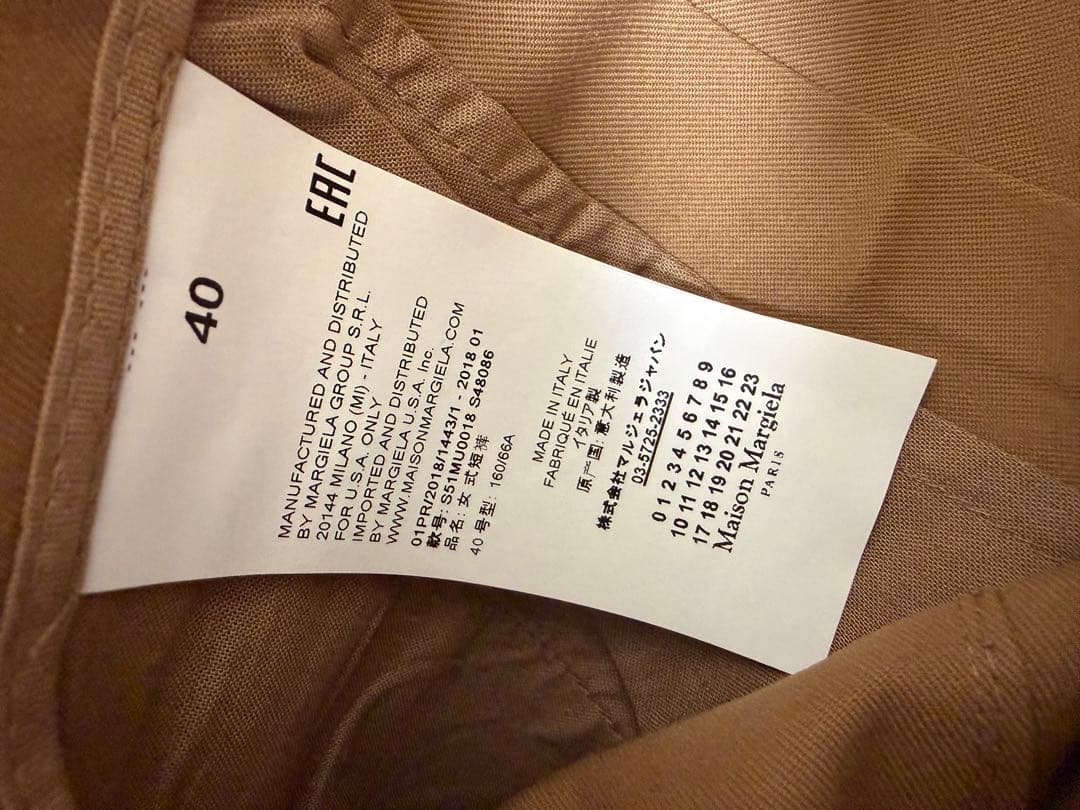 40
EAC
MANUFACTURED AND DISTRIBUTED
BY MARGIELA GROUP S.R.L.
20144 MILANO (MI) - ITALY
FOR U.S.A. ONLY
IMPORTED AND DISTRIBUTED
BY MARGIELA U.S.A. Inc.
WWW.MAISONMARGIELA.COM
01PR/2018/1443/1 - 2018 01
款号: S51MU0018 S48086
品名: 女 式 短 裤
40 号型: 160/66A
MADE IN ITALY
FABRIQUÉ EN ITALIE
イタリア製
原产国: 意大利製造
株式会社マルジェラジャパン
03-5725-2333
0 1 2 3 4 5 6 7 8 9
10 11 12 13 14 15 16
17 18 19 20 21 22 23
Maison Margiela
PARIS